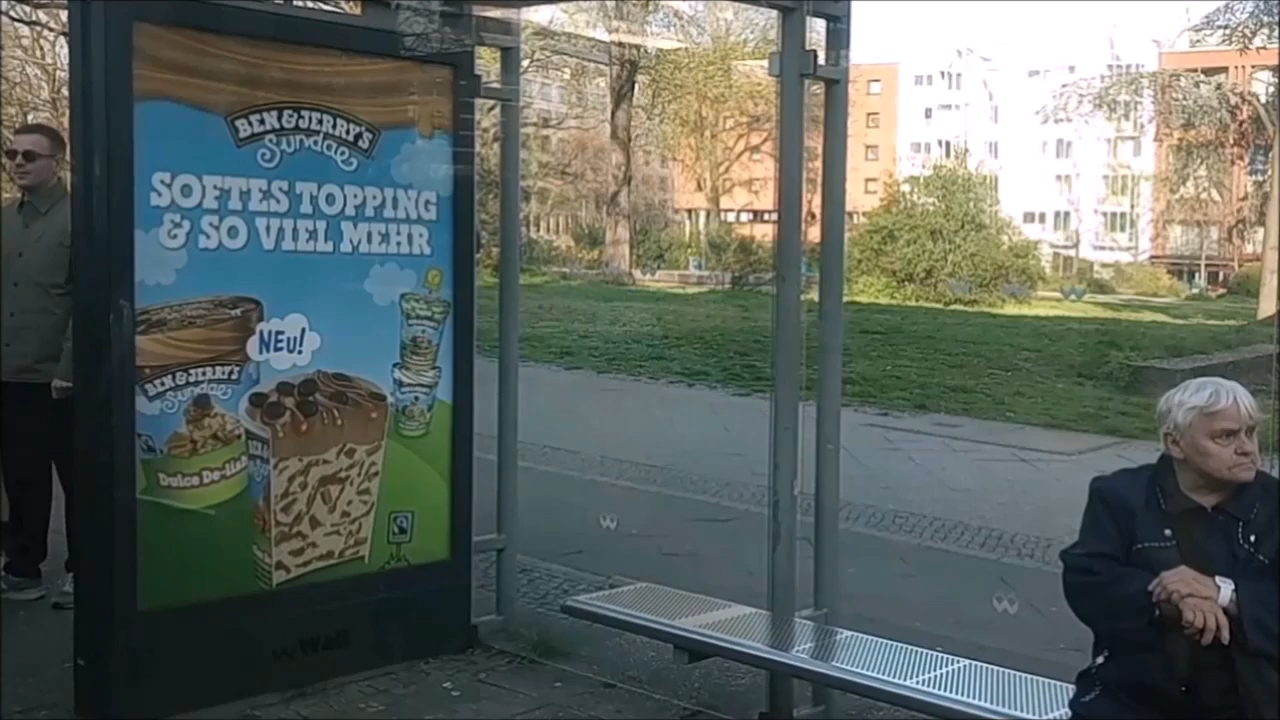 BEN & JERRY'S
Sundae
SOFTES TOPPING
& SO VIEL MEHR
NEU!
BEN & JERRY'S
Sundae
Dulce De-lish
Wall